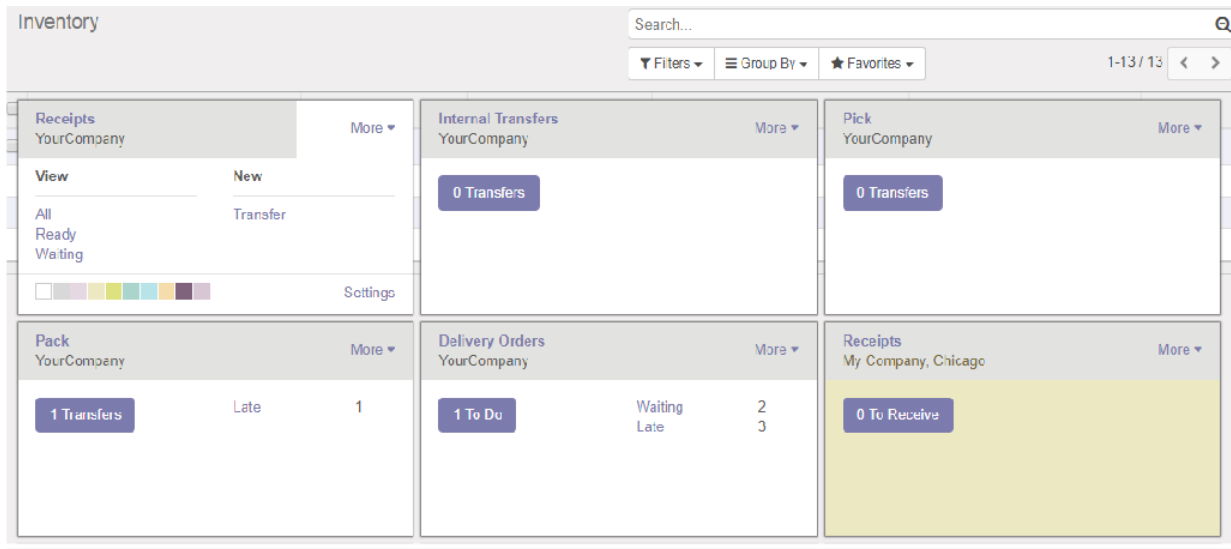 Inventory
Search...
Filters
Group By
Favorites
1-13 / 13
Receipts
YourCompany
More
View
New
All
Transfer
Ready
Waiting
Settings
Internal Transfers
YourCompany
More
0 Transfers
Pick
YourCompany
More
0 Transfers
Pack
YourCompany
More
1 Transfers
Late 1
Delivery Orders
YourCompany
More
1 To Do
Waiting 2
Late 3
Receipts
My Company, Chicago
More
0 To Receive